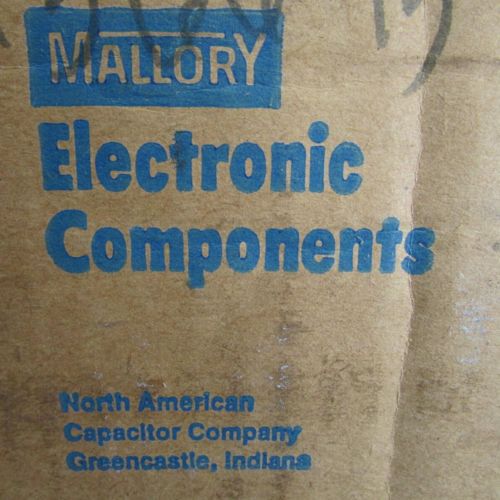 MALLORY
Electronic
Components
North American
Capacitor Company
Greencastle, Indiana